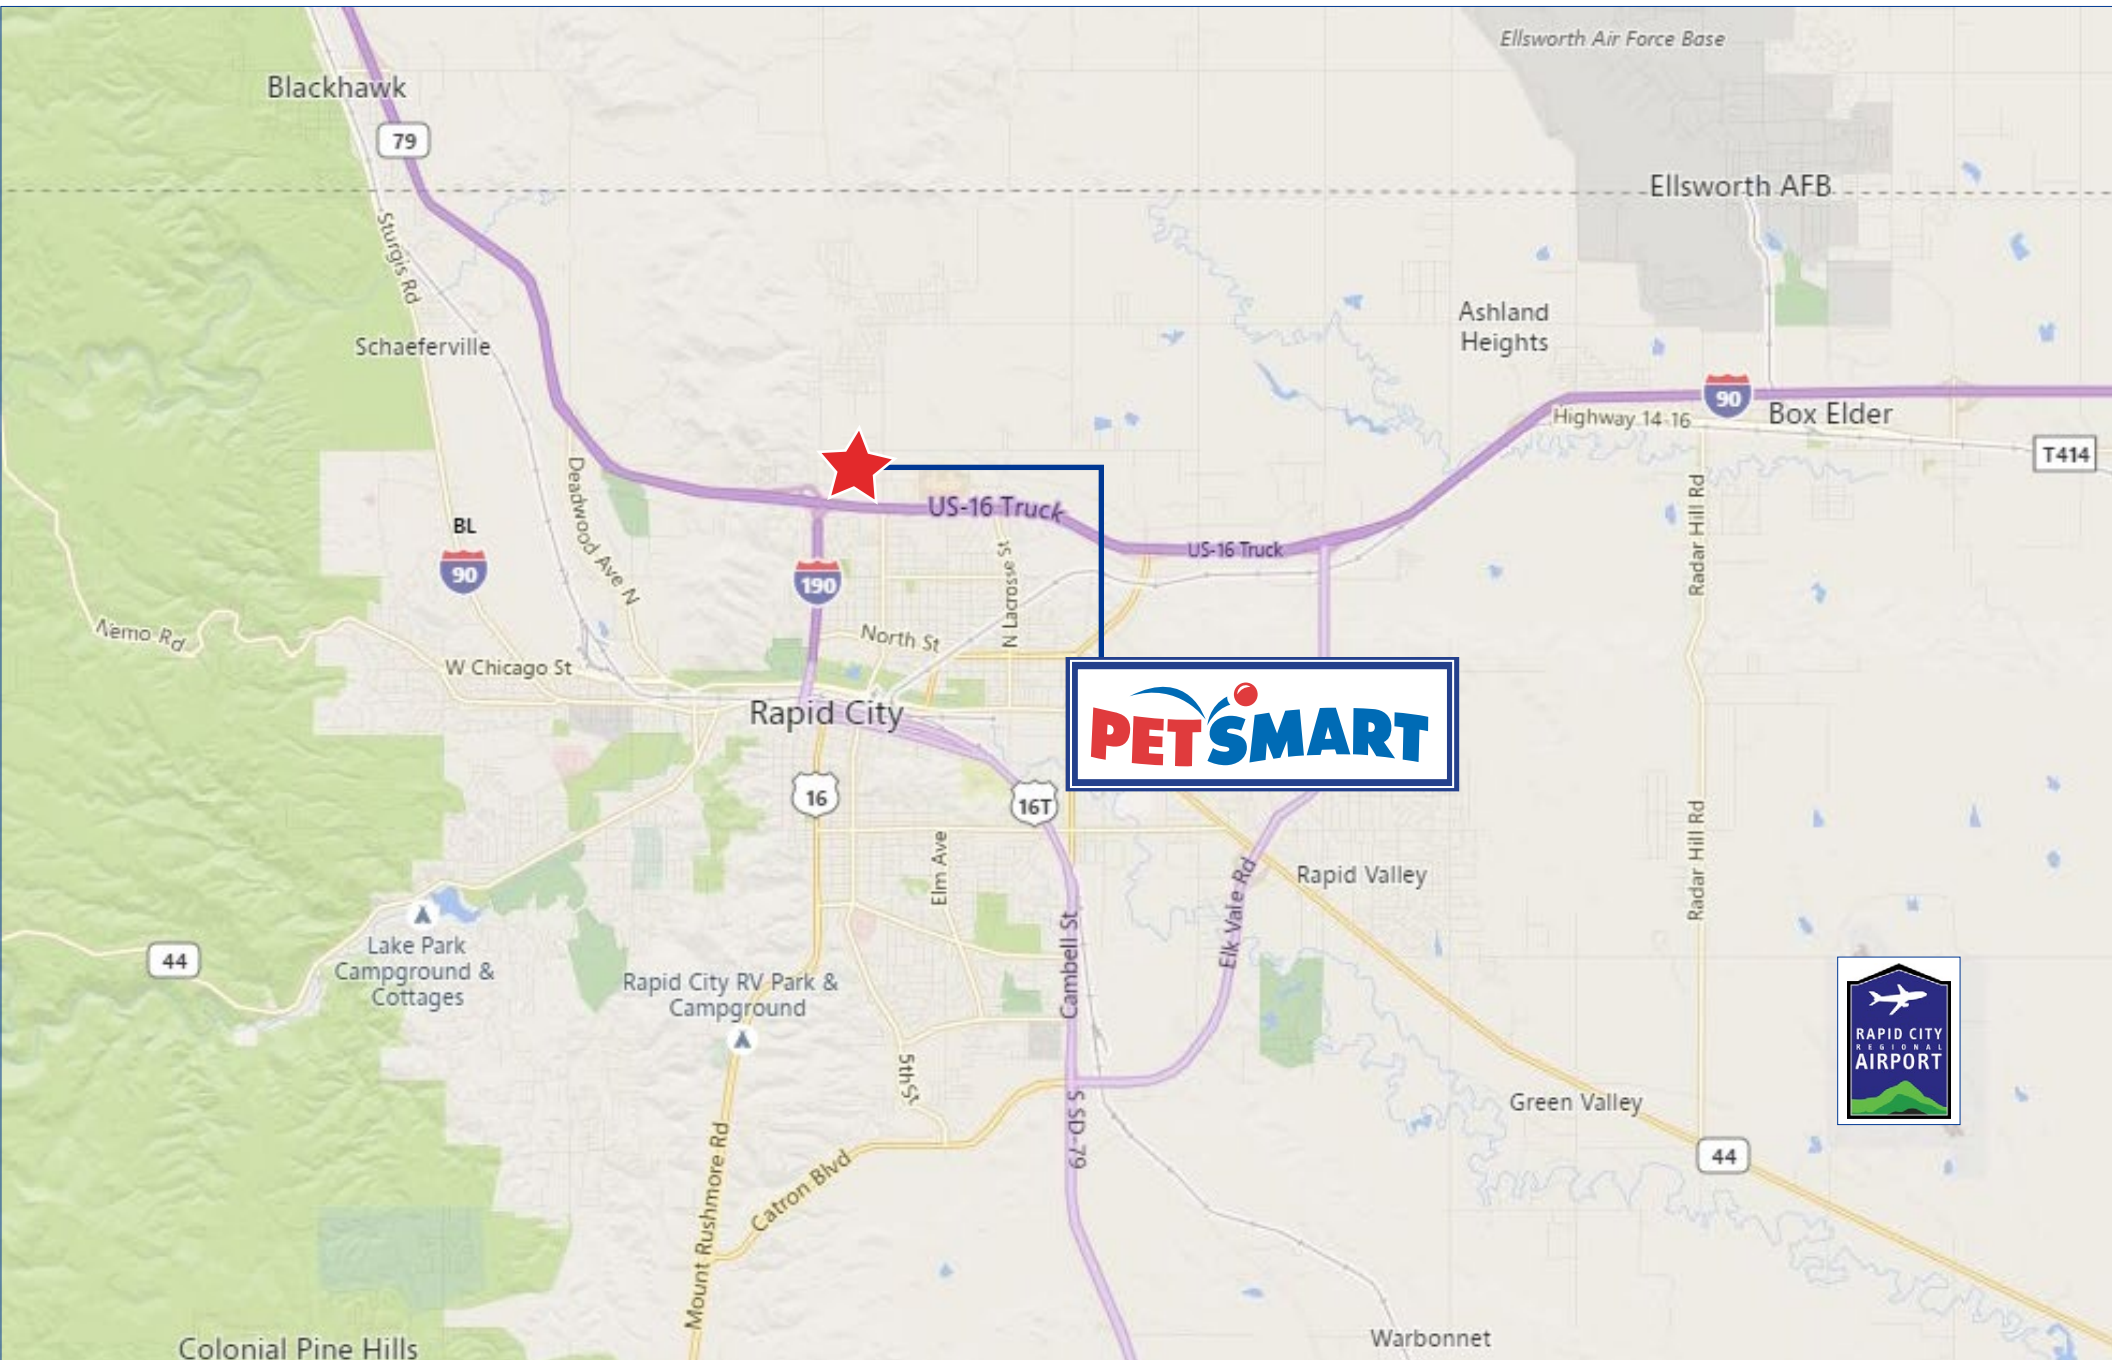 Ellsworth Air Force Base
Blackhawk
79
Ellsworth AFB
Sturgis Rd
Ashland
Heights
Schaeferville
90
Highway 14-16
Box Elder
T414
Deadwood Ave N
US-16 Truck
US-16 Truck
Radar Hill Rd
BL
90
190
N Lacrosse St
Nemo Rd
North St
W Chicago St
Rapid City
PETSMART
16
16T
Elm Ave
Rapid Valley
Elk Vale Rd
Radar Hill Rd
Campbell St
44
Lake Park
Campground &
Cottages
Rapid City RV Park &
Campground
RAPID CITY
REGIONAL
AIRPORT
5th St
S SD-79
Green Valley
44
Mount Rushmore Rd
Catron Blvd
Warbonnet
Colonial Pine Hills